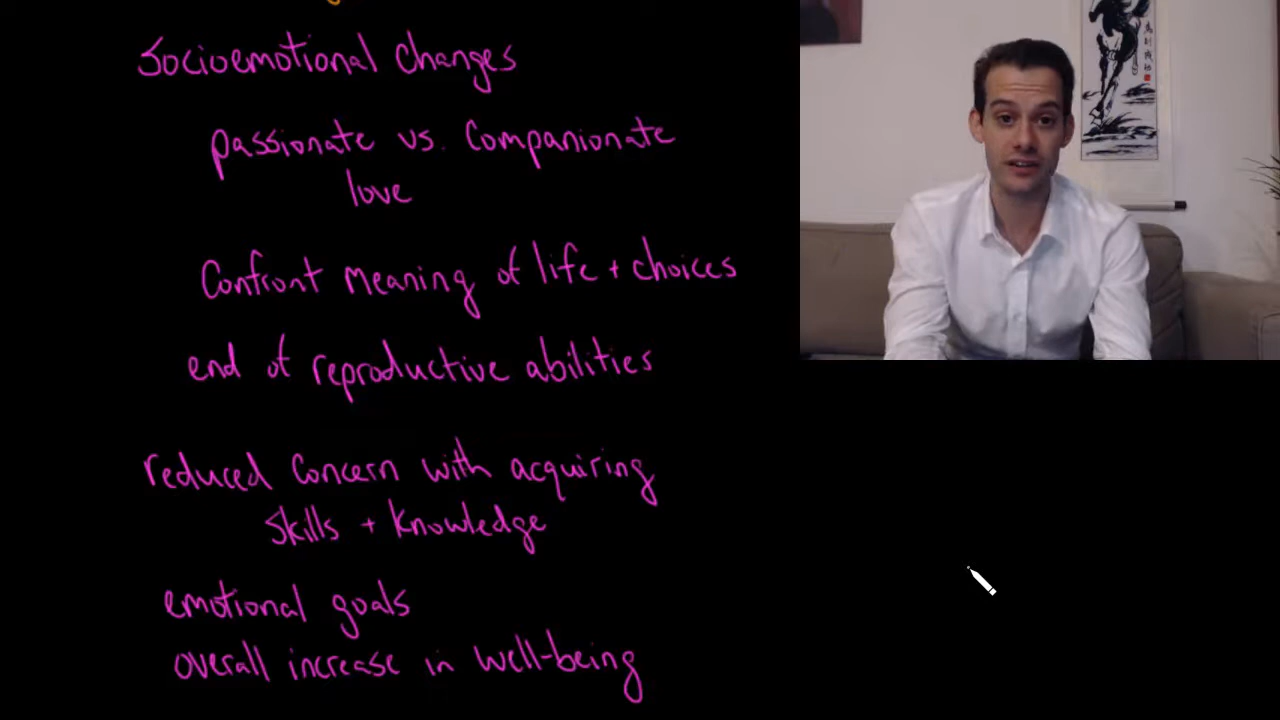 Socioemotional Changes
passionate vs. Companionate
love
Confront Meaning of life + choices
end of reproductive abilities
reduced Concern with acquiring
Skills + Knowledge
emotional goals
overall increase in well-being